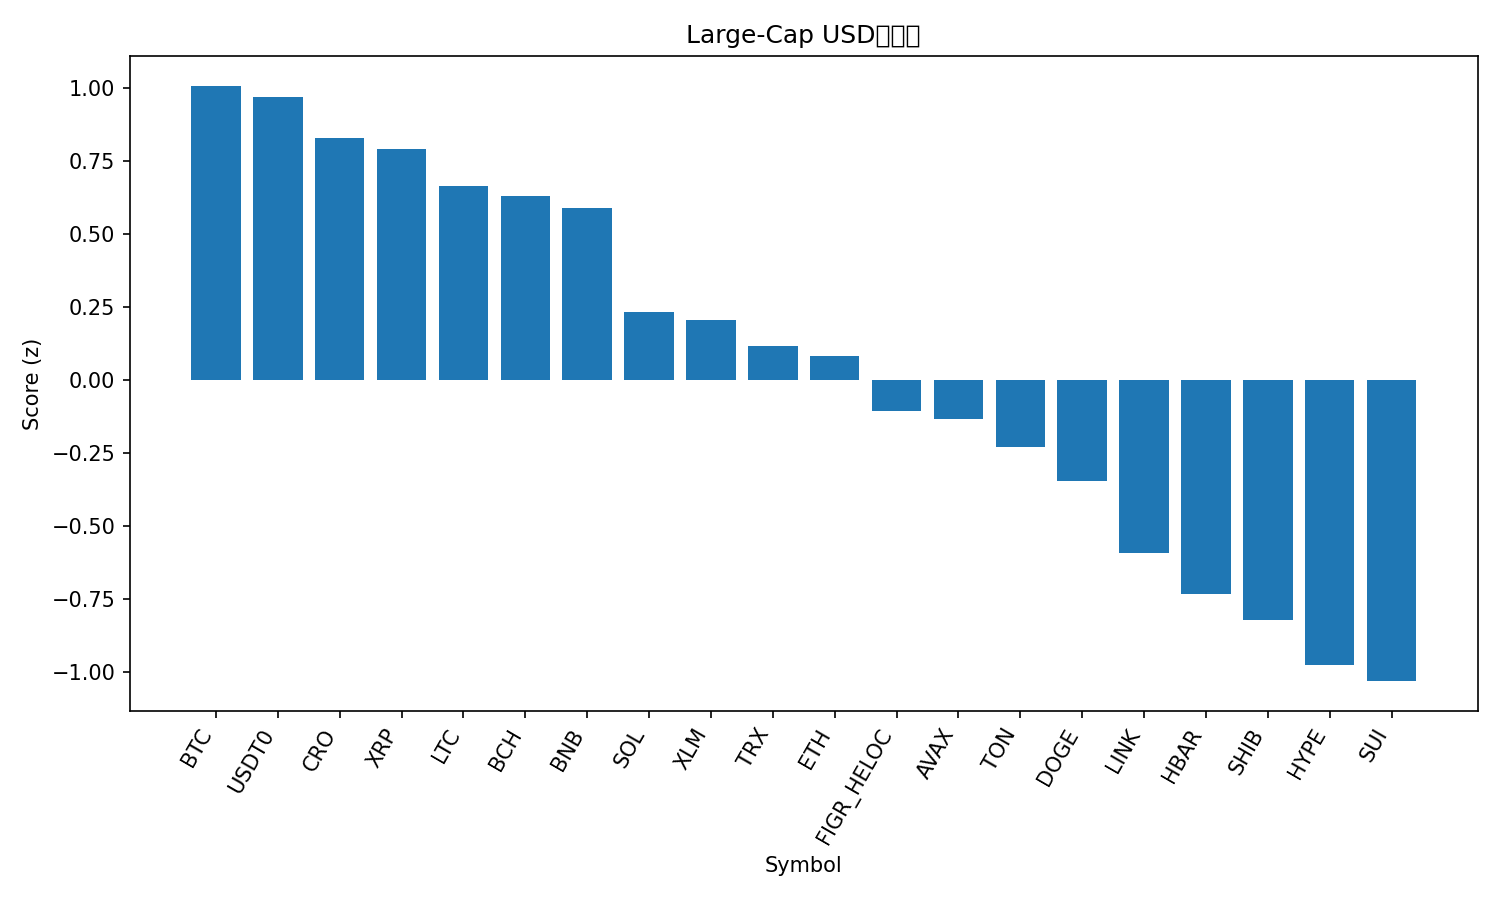 Large-Cap USD
Score (z)
1.00
0.75
0.50
0.25
0.00
−0.25
−0.50
−0.75
−1.00
BTC
USDT0
CRO
XRP
LTC
BCH
BNB
SOL
XLM
TRX
ETH
FIGR_HELOC
AVAX
TON
DOGE
LINK
HBAR
SHIB
HYPE
SUI
Symbol